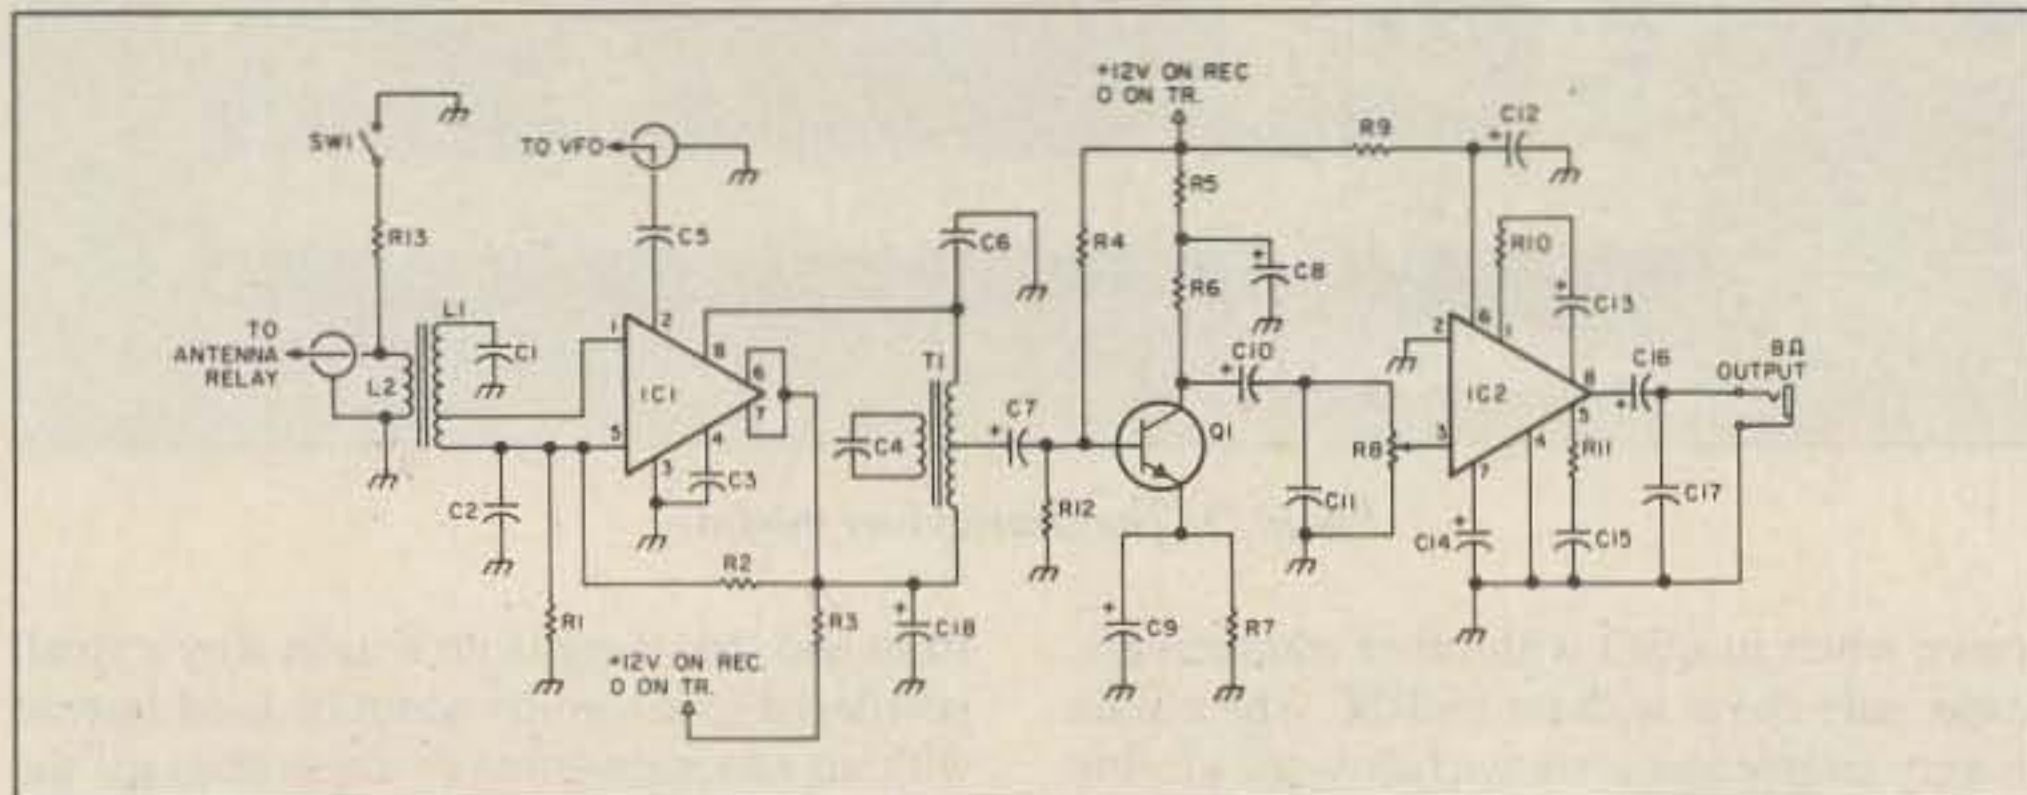 SW1
R13
TO
ANTENNA
RELAY
L2
L1
C1
C2
R1
TO VFO
C5
1
2
8
IC1
6
7
5
4
3
C3
R2
R3
+12V ON REC.
0 ON TR.
C18
C6
T1
C4
C7
R12
R4
+12V ON REC
0 ON TR.
R5
R6
C8
Q1
C9
R7
C10
C11
R8
R9
C12
2
6
1
R10
C13
IC2
8
5
3
4
7
R11
C14
C15
C16
C17
8Ω
OUTPUT
+
+
+
+
+
+
+
+
+